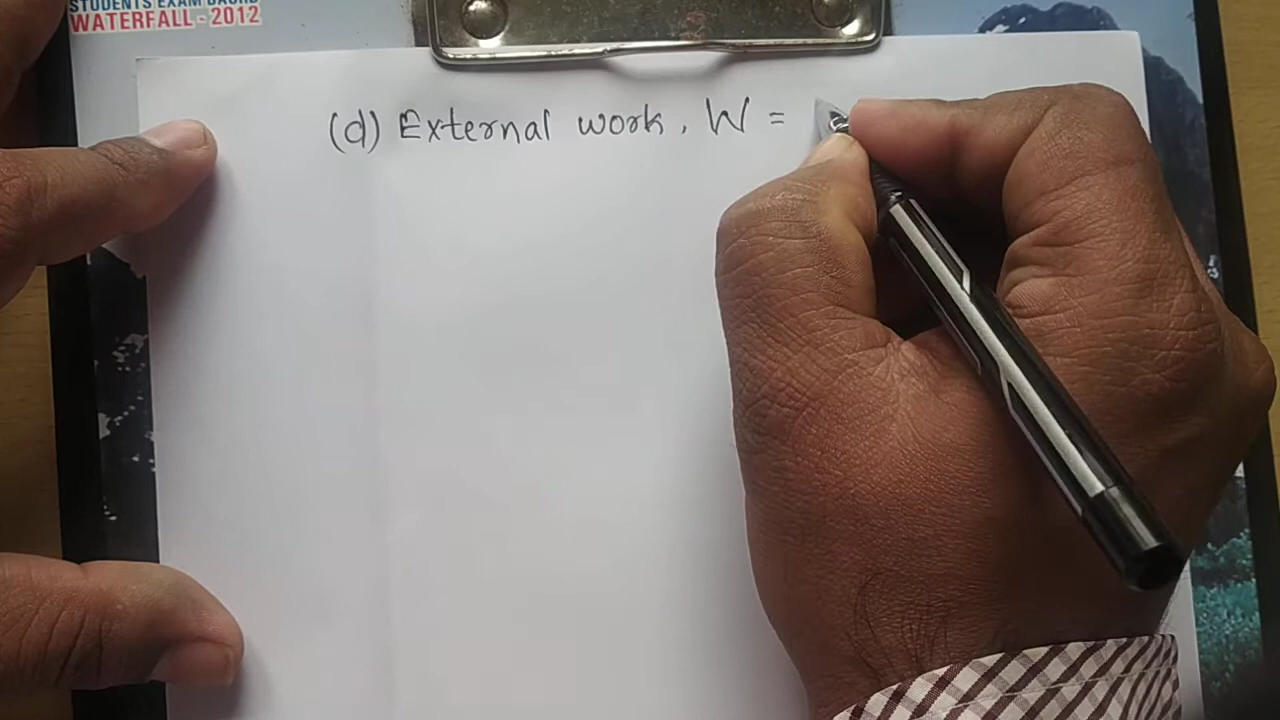 STUDENTS EXAM BOARD
WATERFALL - 2012
(d) External work, W =